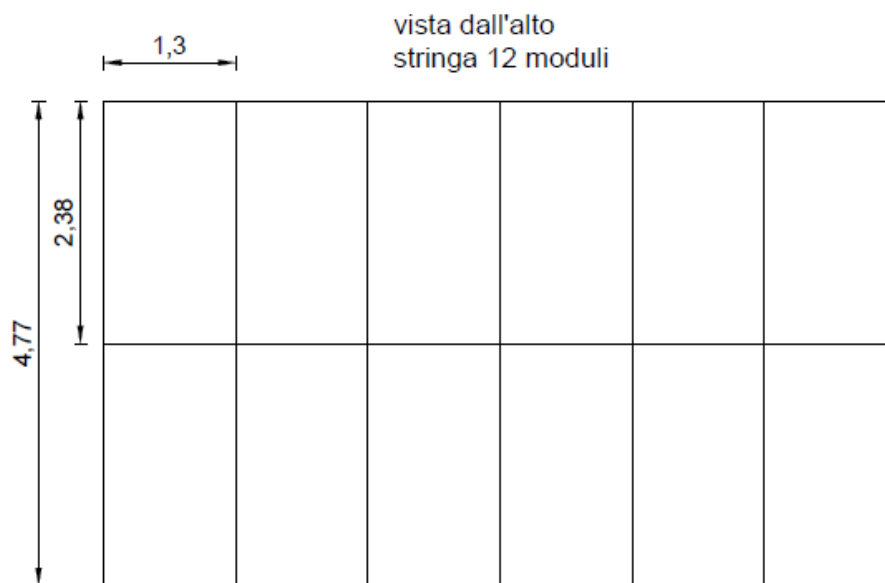 vista dall'alto
stringa 12 moduli
1,3
2,38
4,77